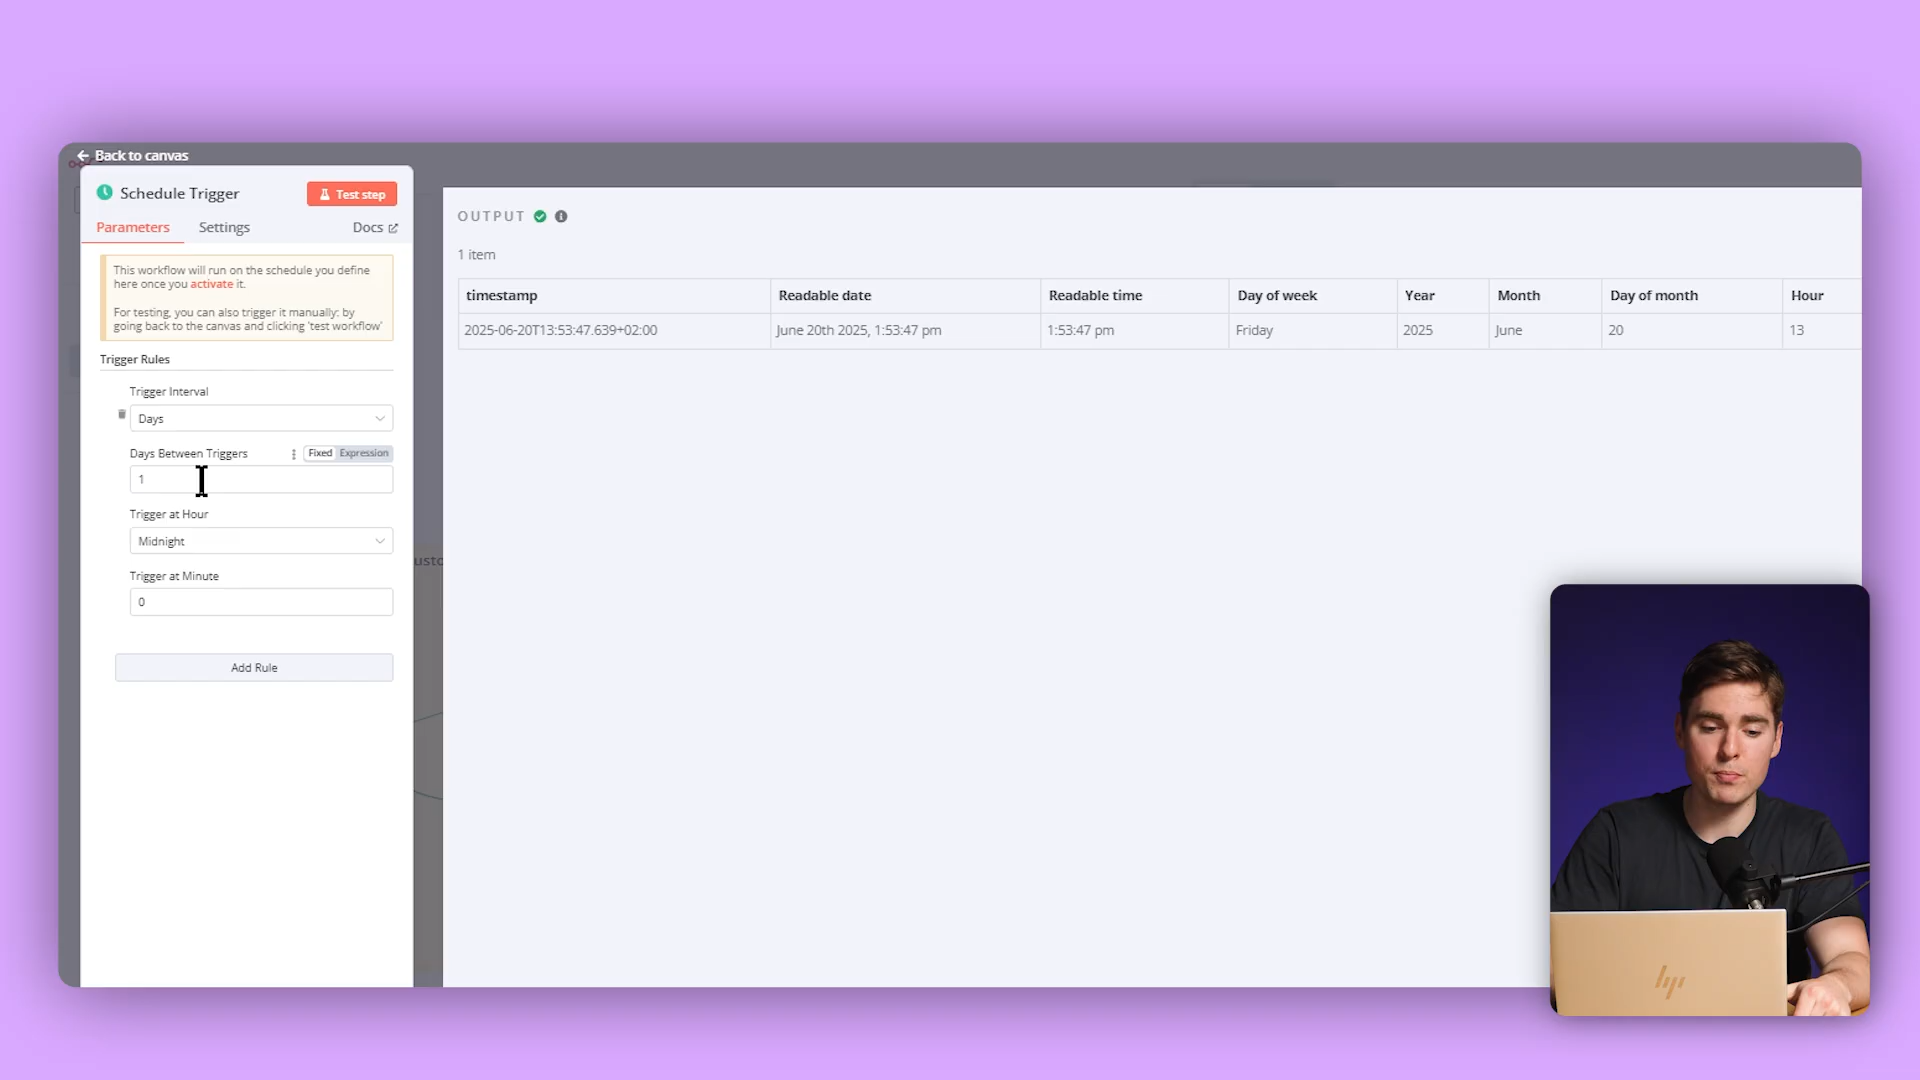 Back to canvas
Schedule Trigger
Test step
Parameters
Settings
Docs
This workflow will run on the schedule you define
here once you activate it.
For testing, you can also trigger it manually: by
going back to the canvas and clicking 'test workflow'
Trigger Rules
Trigger Interval
Days
Days Between Triggers
Fixed
Expression
1
Trigger at Hour
Midnight
Trigger at Minute
0
Add Rule
OUTPUT
1 item
timestamp Readable date Readable time Day of week Year Month Day of month Hour
2025-06-20T13:53:47.639+02:00 June 20th 2025, 1:53:47 pm 1:53:47 pm Friday 2025 June 20 13
hp